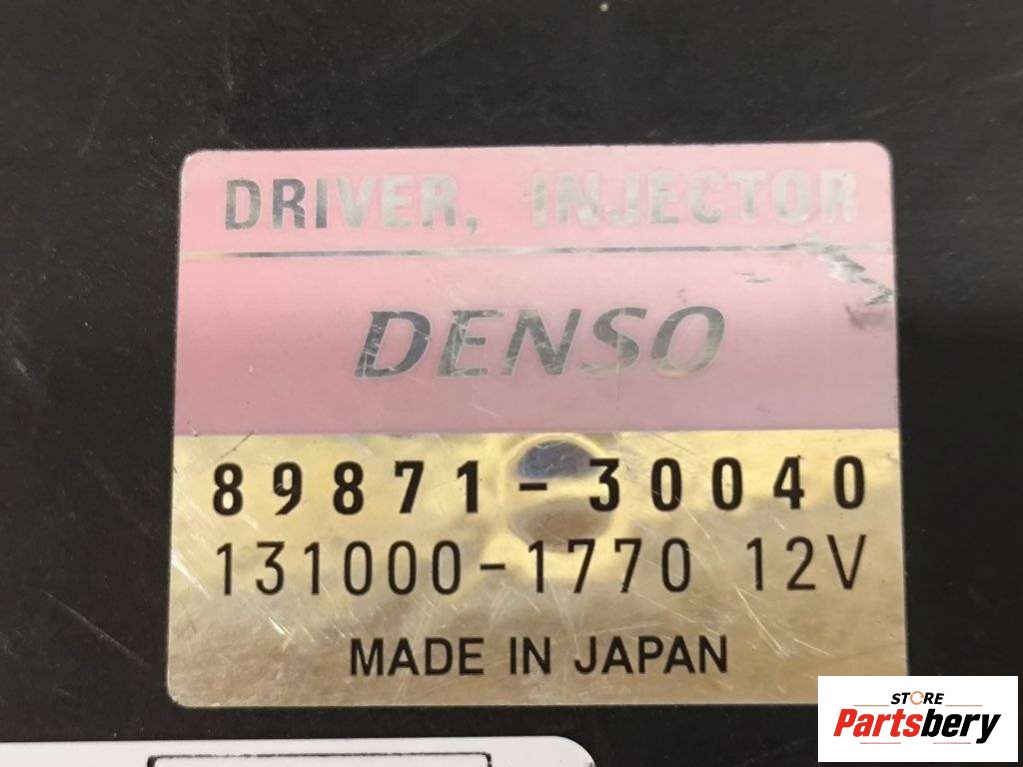 DRIVER, INJECTOR
DENSO
89871-30040
131000-1770 12V
MADE IN JAPAN
STORE
Partsbery